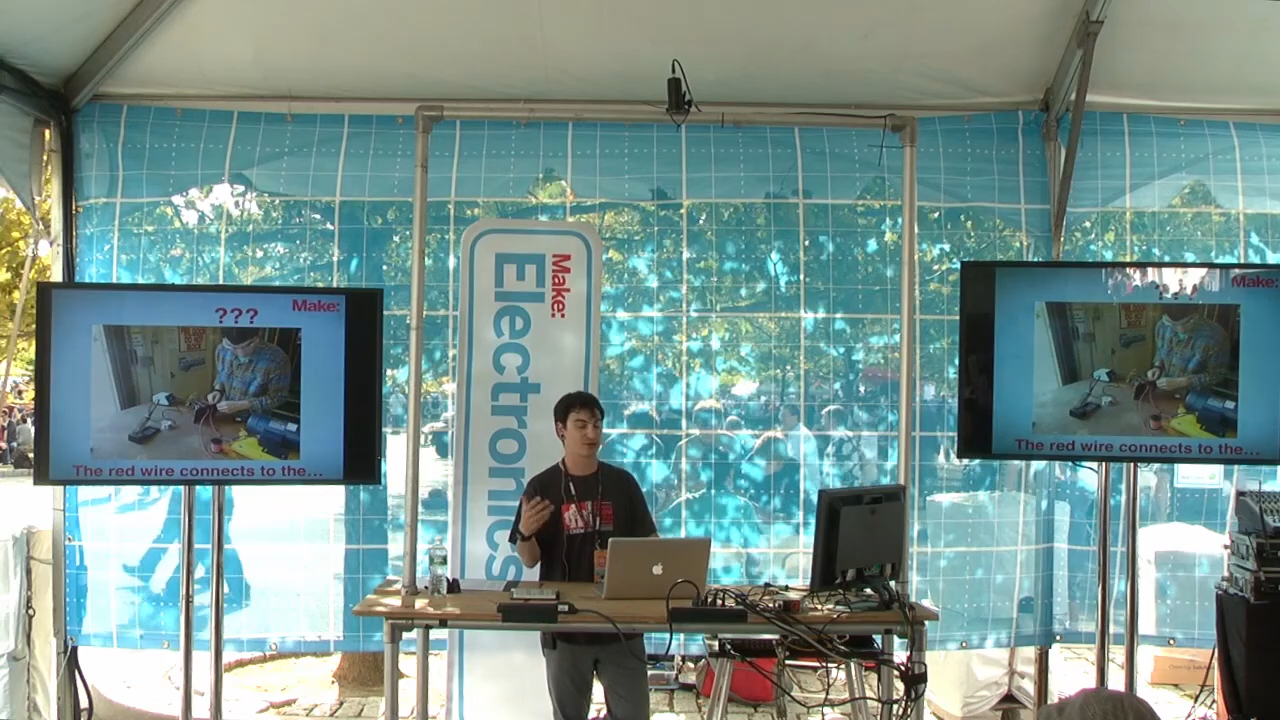 Make:
???
The red wire connects to the...
Make:
Electronics
Make:
The red wire connects to the...